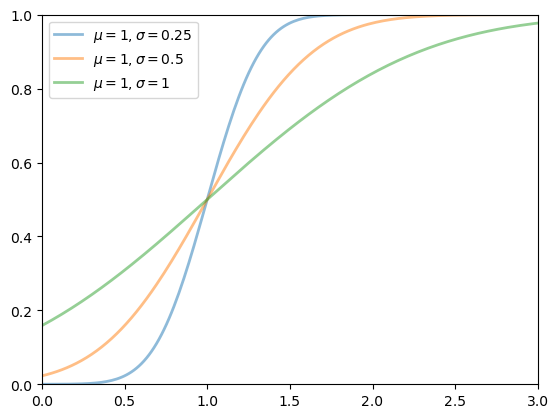 1.0
0.8
0.6
0.4
0.2
0.0
μ = 1, σ = 0.25
μ = 1, σ = 0.5
μ = 1, σ = 1
0.0 0.5 1.0 1.5 2.0 2.5 3.0